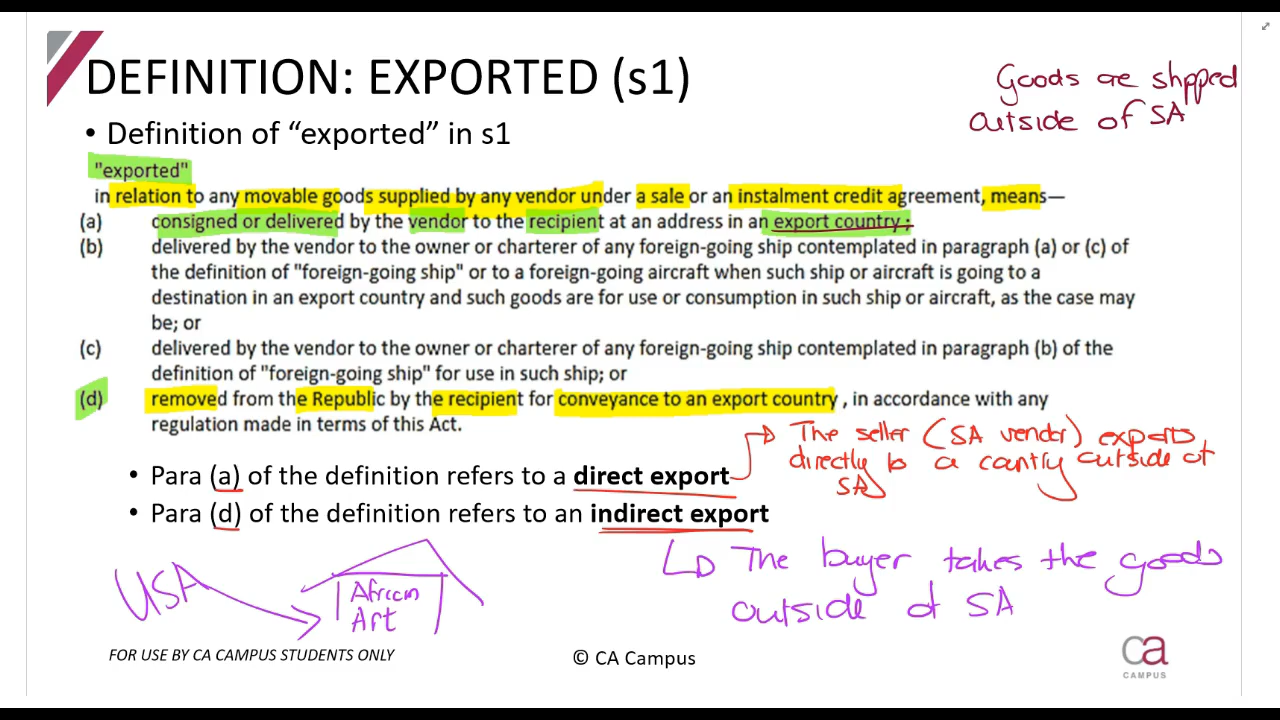 DEFINITION: EXPORTED (s1)
Goods are shipped
outside of SA
• Definition of “exported” in s1
"exported"
in relation to any movable goods supplied by any vendor under a sale or an instalment credit agreement, means—
(a) consigned or delivered by the vendor to the recipient at an address in an export country;
(b) delivered by the vendor to the owner or charterer of any foreign-going ship contemplated in paragraph (a) or (c) of
the definition of "foreign-going ship" or to a foreign-going aircraft when such ship or aircraft is going to a
destination in an export country and such goods are for use or consumption in such ship or aircraft, as the case may
be; or
(c) delivered by the vendor to the owner or charterer of any foreign-going ship contemplated in paragraph (b) of the
definition of "foreign-going ship" for use in such ship; or
(d) removed from the Republic by the recipient for conveyance to an export country, in accordance with any
regulation made in terms of this Act.
The seller (SA vendor) exports
directly to a country outside of
SA
• Para (a) of the definition refers to a direct export
• Para (d) of the definition refers to an indirect export
The buyer takes the goods
outside of SA
USA
African
Art
FOR USE BY CA CAMPUS STUDENTS ONLY
© CA Campus
ca
CAMPUS